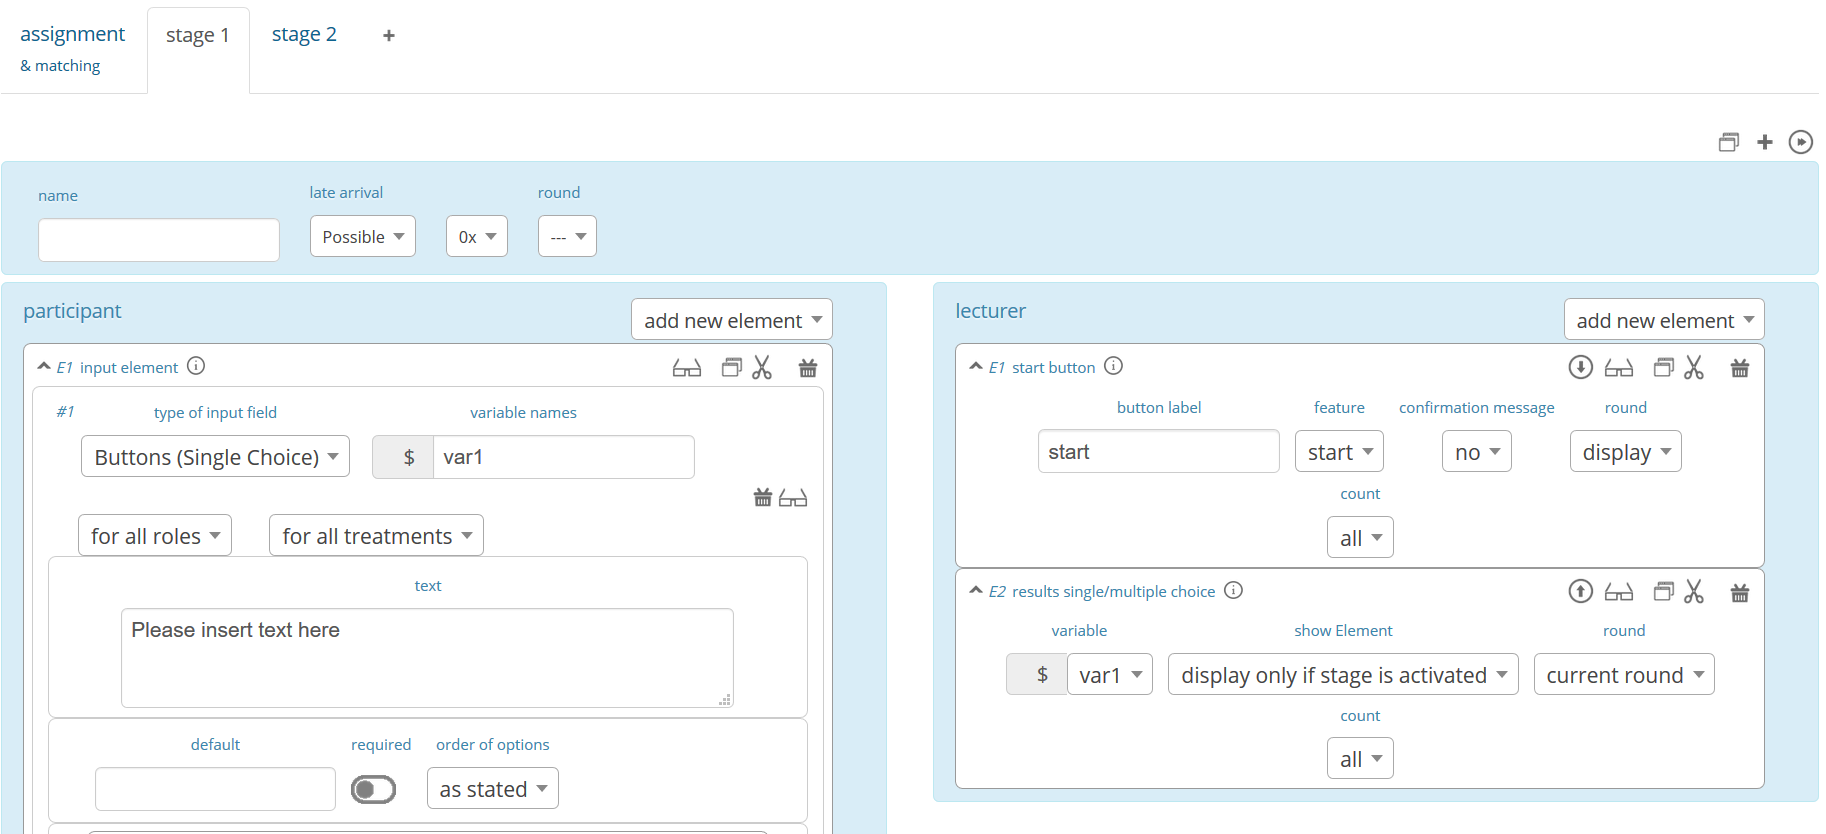 assignment
& matching
stage 1
stage 2
+
name
late arrival
round
Possible
0x
---
participant
add new element
E1 input element
#1
type of input field
variable names
Buttons (Single Choice)
$
var1
for all roles
for all treatments
text
Please insert text here
default
required
order of options
as stated
lecturer
add new element
E1 start button
button label
feature
confirmation message
round
start
start
no
display
count
all
E2 results single/multiple choice
variable
show Element
round
$
var1
display only if stage is activated
current round
count
all